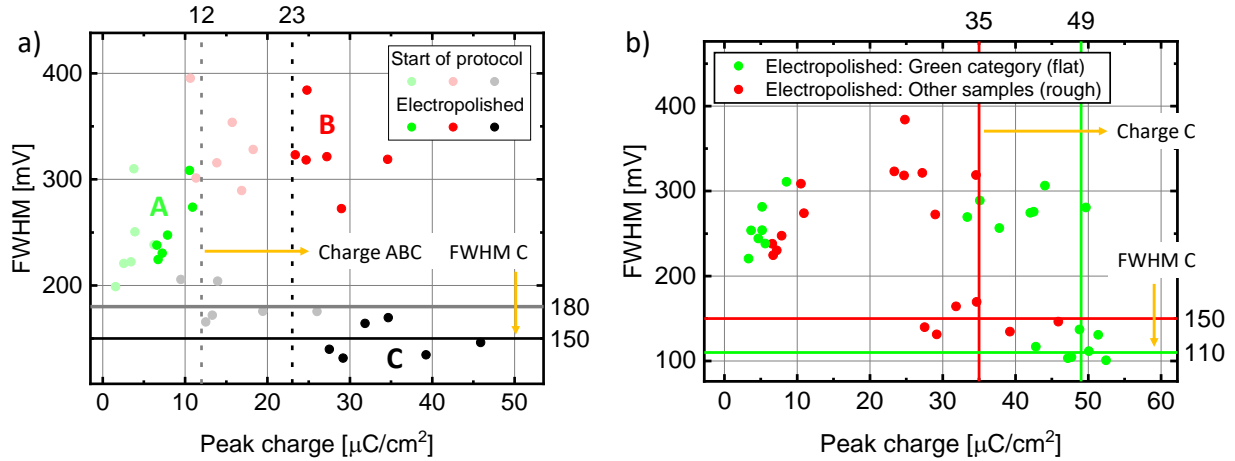 12 23
a)
Start of protocol
Electropolished
400
300
200
100
FWHM [mV]
A
B
C
Charge ABC
FWHM C
180
150
0 10 20 30 40 50
Peak charge [μC/cm²]
35 49
b)
Electropolished: Green category (flat)
Electropolished: Other samples (rough)
400
300
200
100
FWHM [mV]
Charge C
FWHM C
150
110
0 10 20 30 40 50 60
Peak charge [μC/cm²]